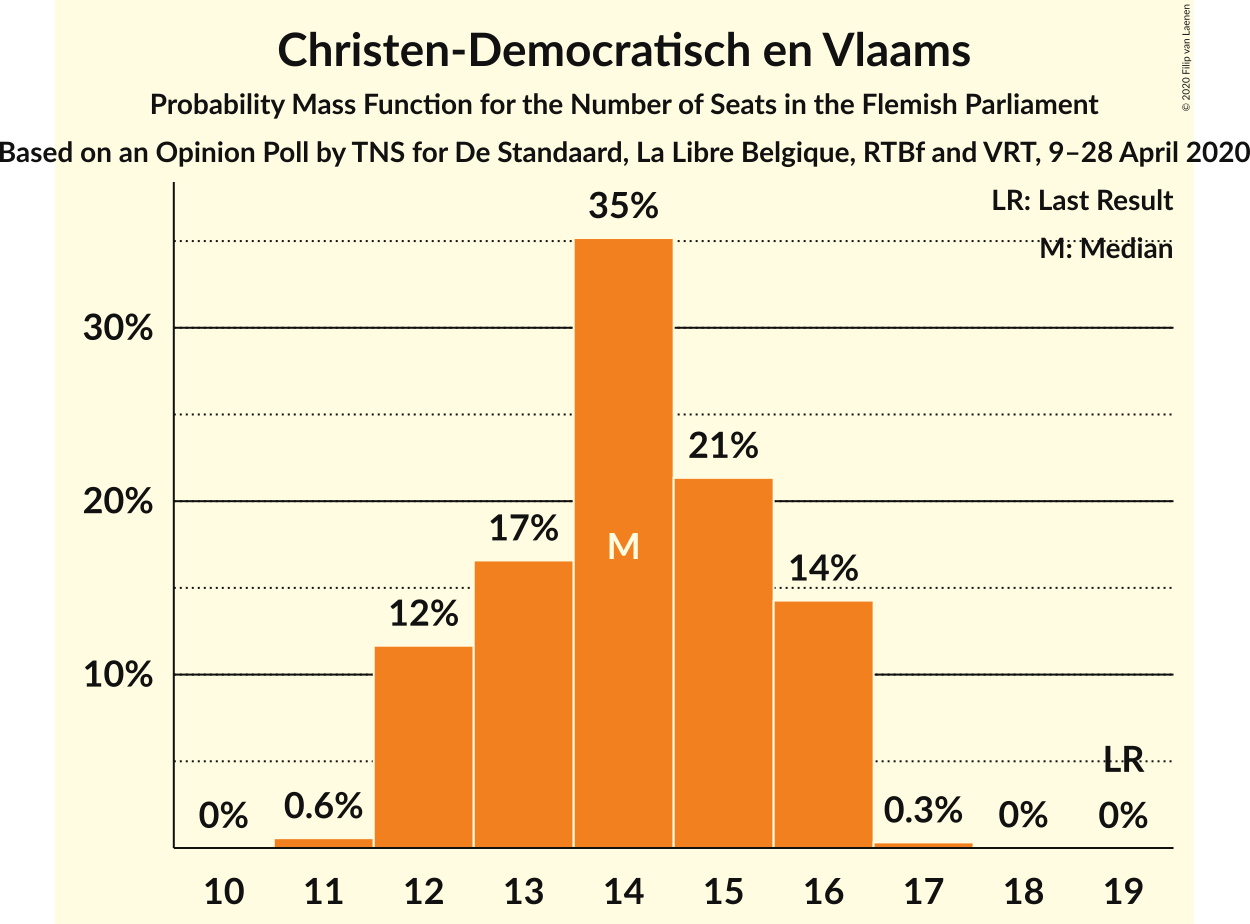 Christen-Democratisch en Vlaams
Probability Mass Function for the Number of Seats in the Flemish Parliament
Based on an Opinion Poll by TNS for De Standaard, La Libre Belgique, RTBf and VRT, 9–28 April 2020
© 2020 Filip van Laenen
LR: Last Result
M: Median
35%
30%
21%
20%
17%
M
14%
12%
10%
LR
0%
0.6%
0.3%
0%
0%
10 11 12 13 14 15 16 17 18 19